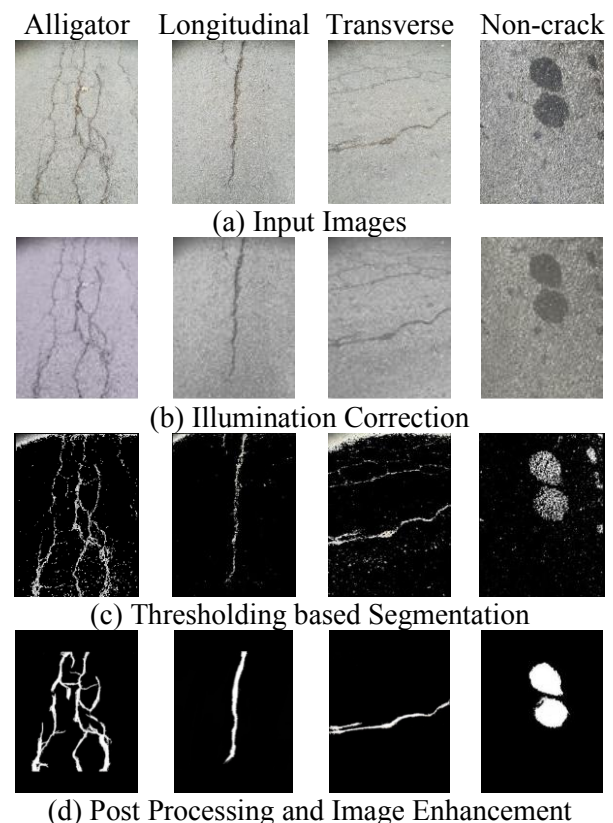 Alligator Longitudinal Transverse Non-crack
(a) Input Images
(b) Illumination Correction
(c) Thresholding based Segmentation
(d) Post Processing and Image Enhancement